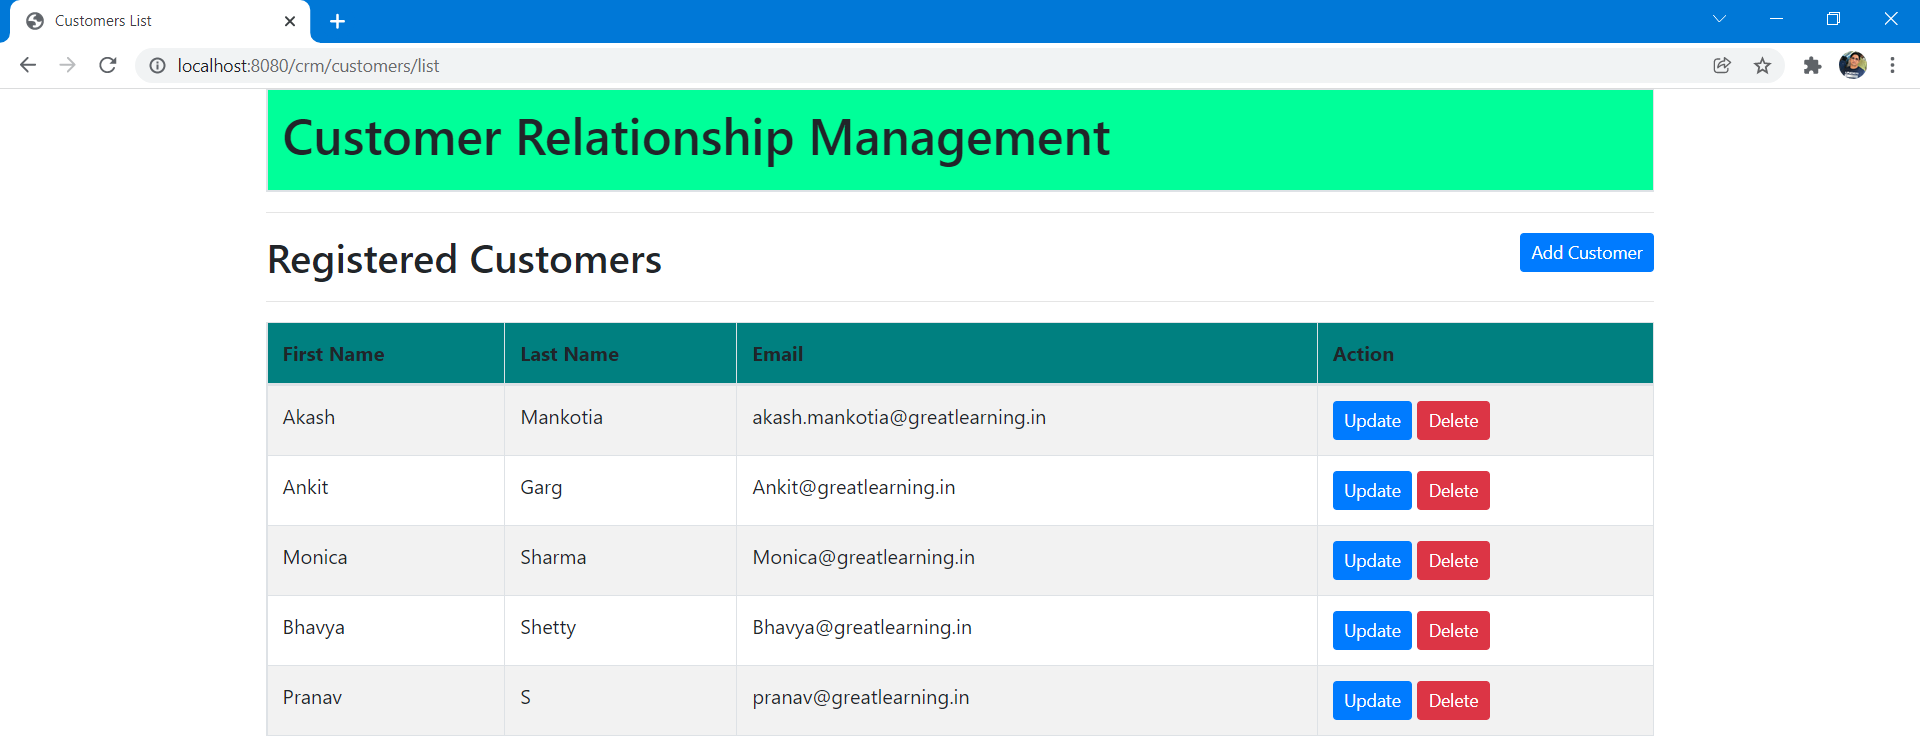 Customers List
localhost:8080/crm/customers/list
Customer Relationship Management
Registered Customers
Add Customer
First Name Last Name Email Action
Akash Mankotia akash.mankotia@greatlearning.in Update Delete
Ankit Garg Ankit@greatlearning.in Update Delete
Monica Sharma Monica@greatlearning.in Update Delete
Bhavya Shetty Bhavya@greatlearning.in Update Delete
Pranav S pranav@greatlearning.in Update Delete